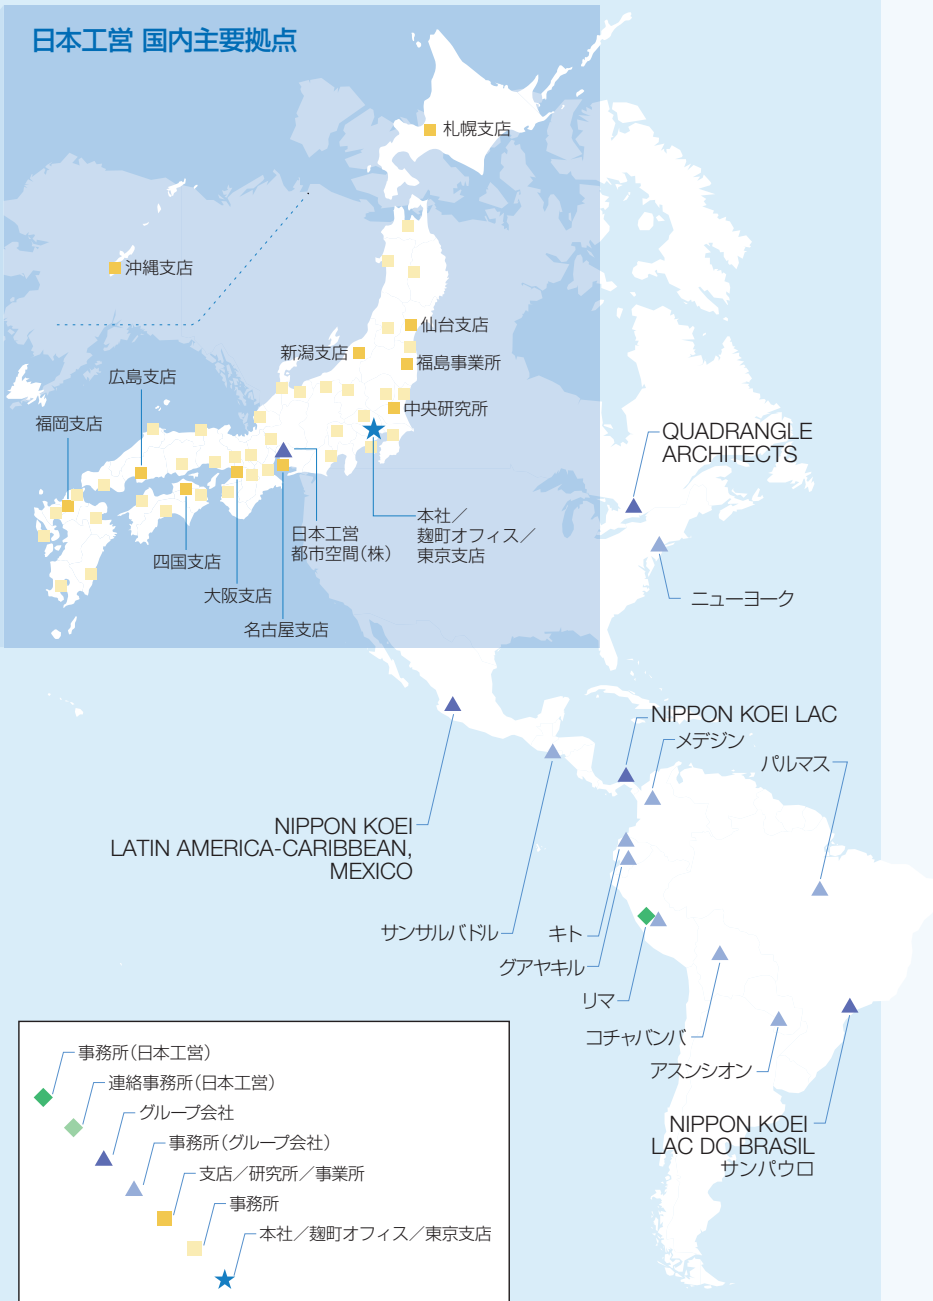 日本工営 国内主要拠点
札幌支店
沖縄支店
仙台支店
新潟支店
福島事業所
広島支店
中央研究所
福岡支店
QUADRANGLE
ARCHITECTS
本社／
麹町オフィス／
東京支店
日本工営
都市空間(株)
四国支店
大阪支店
名古屋支店
ニューヨーク
NIPPON KOEI LAC
メデジン
パルマス
NIPPON KOEI
LATIN AMERICA-CARIBBEAN,
MEXICO
サンサルバドル
キト
グアヤキル
リマ
コチャバンバ
アスンシオン
NIPPON KOEI
LAC DO BRASIL
サンパウロ
事務所(日本工営)
連絡事務所(日本工営)
グループ会社
事務所(グループ会社)
支店／研究所／事業所
事務所
本社／麹町オフィス／東京支店